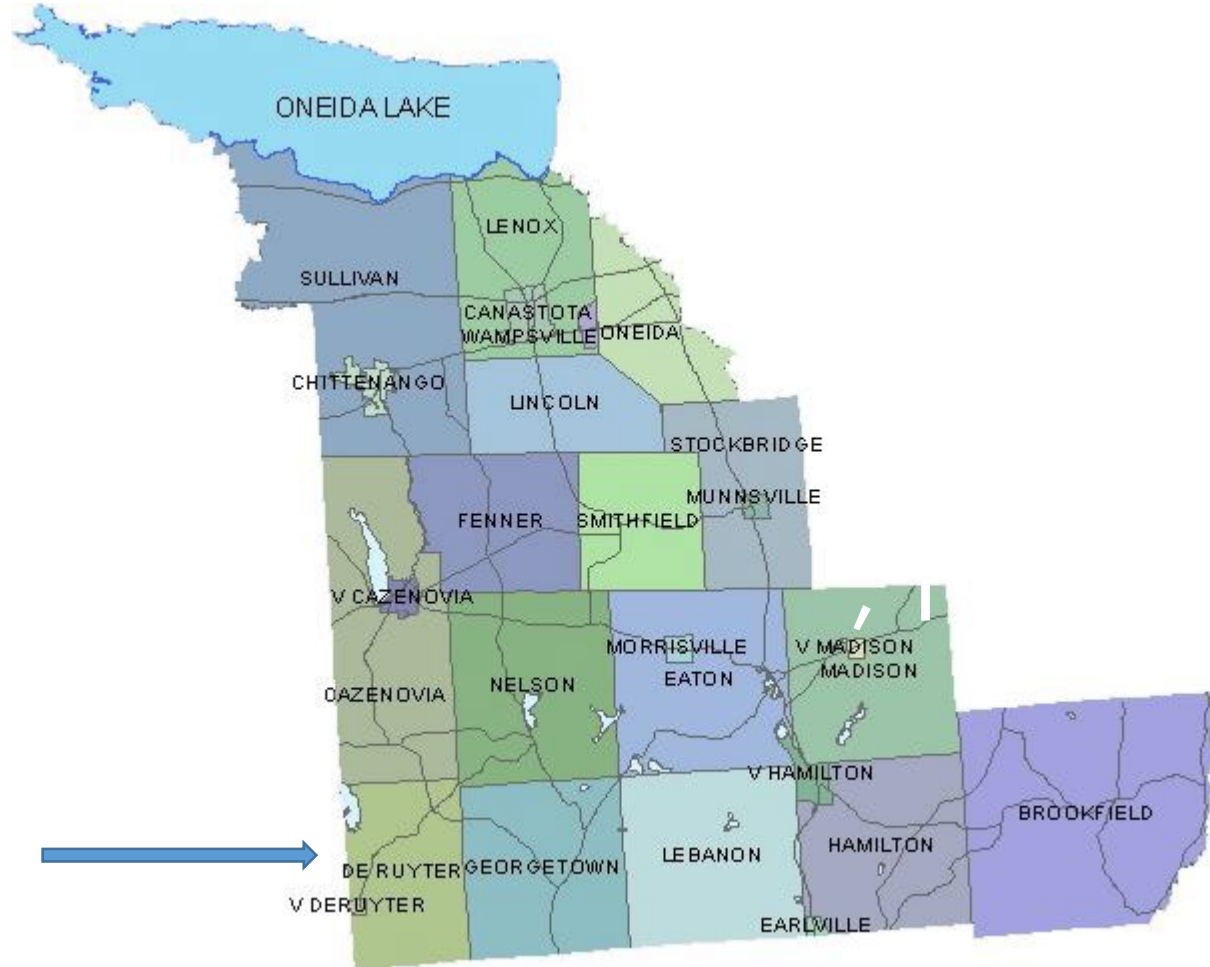 ONEIDA LAKE
LENOX
SULLIVAN
CANASTOTA
WAMPSVILLE
ONEIDA
CHITTENANGO
LINCOLN
STOCKBRIDGE
MUNNSVILLE
FENNER
SMITHFIELD
V CAZENOVIA
MORRISVILLE
V MADISON
EATON
MADISON
NELSON
CAZENOVIA
V HAMILTON
BROOKFIELD
HAMILTON
LEBANON
DE RUYTER
GEORGETOWN
V DERUYTER
EARLVILLE